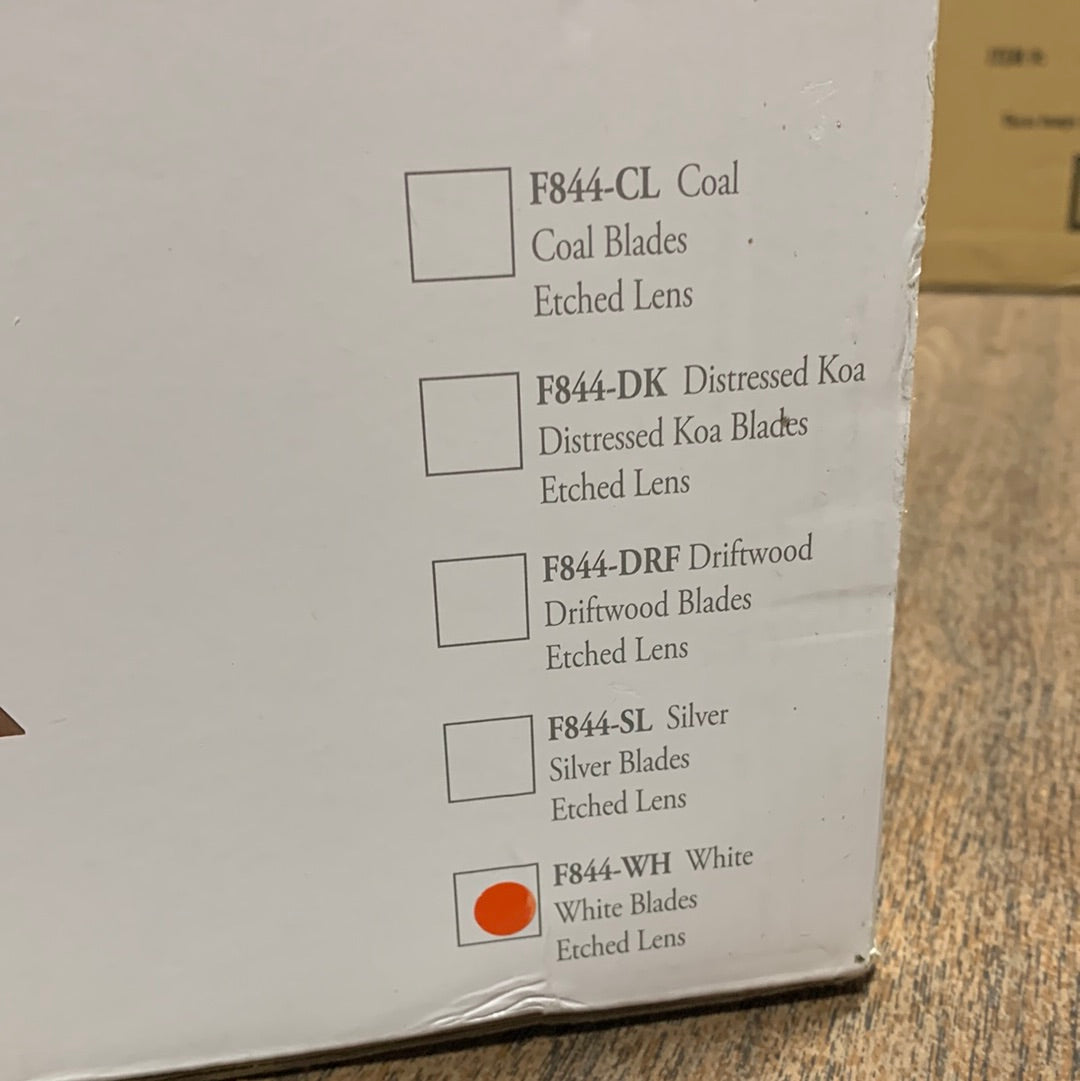 F844-CL Coal
Coal Blades
Etched Lens
F844-DK Distressed Koa
Distressed Koa Blades
Etched Lens
F844-DRF Driftwood
Driftwood Blades
Etched Lens
F844-SL Silver
Silver Blades
Etched Lens
F844-WH White
White Blades
Etched Lens